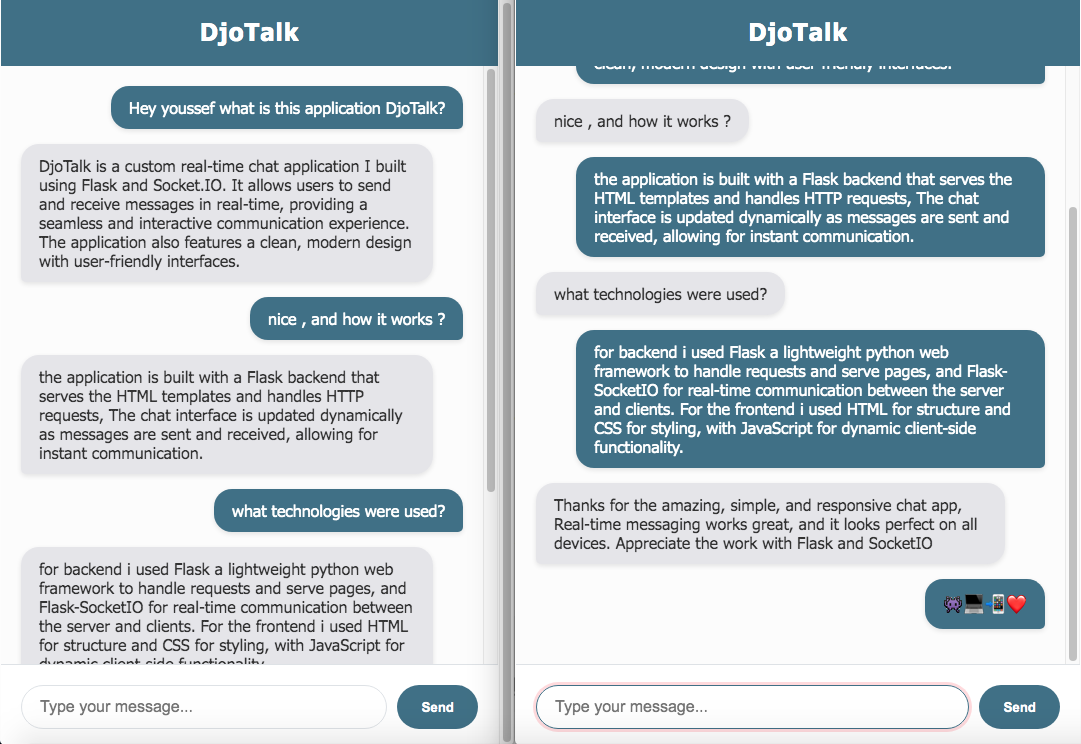 DjoTalk
Hey youssef what is this application DjoTalk?
DjoTalk is a custom real-time chat application I built
using Flask and Socket.IO. It allows users to send
and receive messages in real-time, providing a
seamless and interactive communication experience.
The application also features a clean, modern design
with user-friendly interfaces.
nice , and how it works ?
the application is built with a Flask backend that
serves the HTML templates and handles HTTP
requests, The chat interface is updated dynamically
as messages are sent and received, allowing for
instant communication.
what technologies were used?
for backend i used Flask a lightweight python web
framework to handle requests and serve pages, and
Flask-SocketIO for real-time communication between
the server and clients. For the frontend i used HTML
for structure and CSS for styling, with JavaScript for
dynamic client-side functionality
Type your message...
Send
DjoTalk
clean, modern design with user-friendly interfaces.
nice , and how it works ?
the application is built with a Flask backend that serves the
HTML templates and handles HTTP requests, The chat
interface is updated dynamically as messages are sent and
received, allowing for instant communication.
what technologies were used?
for backend i used Flask a lightweight python web
framework to handle requests and serve pages, and Flask-
SocketIO for real-time communication between the server
and clients. For the frontend i used HTML for structure and
CSS for styling, with JavaScript for dynamic client-side
functionality.
Thanks for the amazing, simple, and responsive chat app,
Real-time messaging works great, and it looks perfect on all
devices. Appreciate the work with Flask and SocketIO
👾💻📲❤️
Type your message...
Send